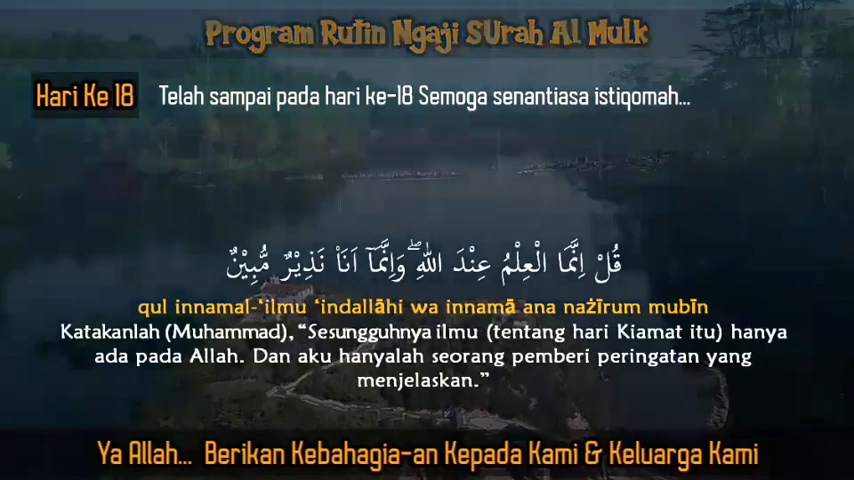 Program Rutin Ngaji SUrah Al Mulk
Hari Ke 18
Telah sampai pada hari ke-18 Semoga senantiasa istiqomah...
قُلْ اِنَّمَا الْعِلْمُ عِنْدَ اللّٰهِ ۖوَاِنَّمَآ اَنَا۠ نَذِيْرٌ مُّبِيْنٌ
qul innamal-‘ilmu ‘indallāhi wa innamā ana nażīrum mubīn
Katakanlah (Muhammad), “Sesungguhnya ilmu (tentang hari Kiamat itu) hanya
ada pada Allah. Dan aku hanyalah seorang pemberi peringatan yang
menjelaskan.”
Ya Allah... Berikan Kebahagia-an Kepada Kami & Keluarga Kami